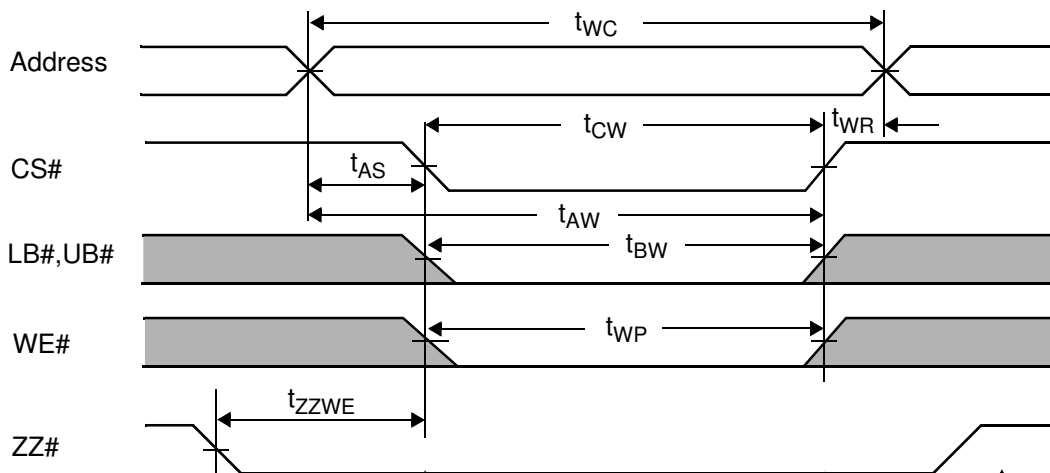 tWC
Address
tCW
tWR
CS#
tAS
tAW
LB#,UB#
tBW
WE#
tWP
tZZWE
ZZ#